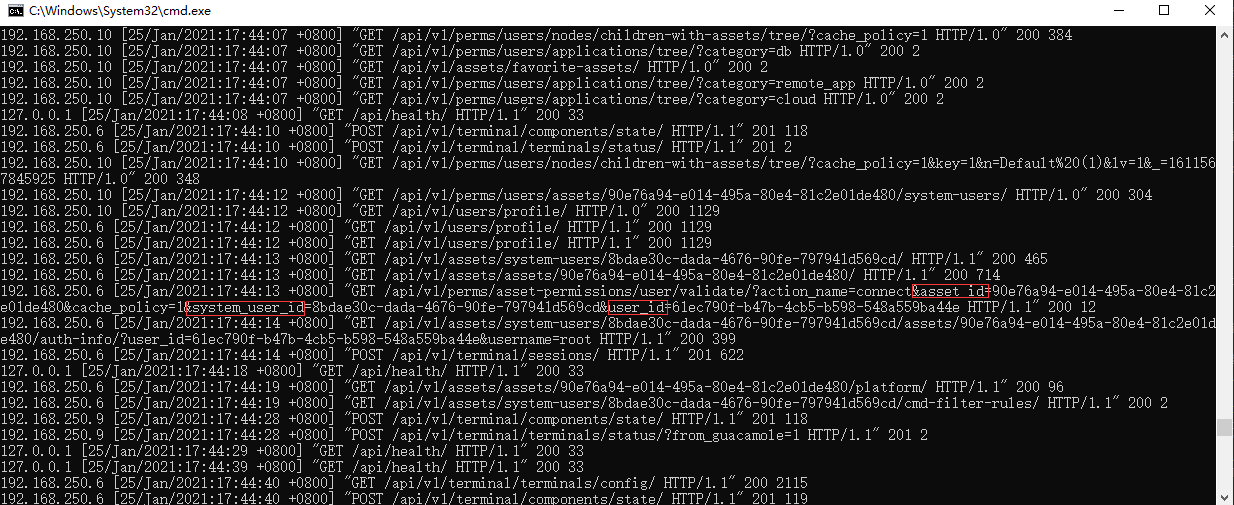 C:\Windows\System32\cmd.exe
192.168.250.10 [25/Jan/2021:17:44:07 +0800] "GET /api/v1/perms/users/nodes/children-with-assets/tree/?cache_policy=1 HTTP/1.0" 200 384
192.168.250.10 [25/Jan/2021:17:44:07 +0800] "GET /api/v1/perms/users/applications/tree/?category=db HTTP/1.0" 200 2
192.168.250.10 [25/Jan/2021:17:44:07 +0800] "GET /api/v1/assets/favorite-assets/ HTTP/1.0" 200 2
192.168.250.10 [25/Jan/2021:17:44:07 +0800] "GET /api/v1/perms/users/applications/tree/?category=remote_app HTTP/1.0" 200 2
192.168.250.10 [25/Jan/2021:17:44:07 +0800] "GET /api/v1/perms/users/applications/tree/?category=cloud HTTP/1.0" 200 2
127.0.0.1 [25/Jan/2021:17:44:08 +0800] "GET /api/health/ HTTP/1.1" 200 33
192.168.250.6 [25/Jan/2021:17:44:10 +0800] "POST /api/v1/terminal/components/state/ HTTP/1.1" 201 118
192.168.250.6 [25/Jan/2021:17:44:10 +0800] "POST /api/v1/terminal/terminals/status/ HTTP/1.1" 201 2
192.168.250.10 [25/Jan/2021:17:44:10 +0800] "GET /api/v1/perms/users/nodes/children-with-assets/tree/?cache_policy=1&key=1&n=Default%20(1)&lv=1&_=161156
7845925 HTTP/1.0" 200 348
192.168.250.10 [25/Jan/2021:17:44:12 +0800] "GET /api/v1/perms/users/assets/90e76a94-e014-495a-80e4-81c2e01de480/system-users/ HTTP/1.0" 200 304
192.168.250.10 [25/Jan/2021:17:44:12 +0800] "GET /api/v1/users/profile/ HTTP/1.0" 200 1129
192.168.250.6 [25/Jan/2021:17:44:12 +0800] "GET /api/v1/users/profile/ HTTP/1.1" 200 1129
192.168.250.6 [25/Jan/2021:17:44:12 +0800] "GET /api/v1/users/profile/ HTTP/1.1" 200 1129
192.168.250.6 [25/Jan/2021:17:44:13 +0800] "GET /api/v1/assets/system-users/8bdae30c-dada-4676-90fe-797941d569cd/ HTTP/1.1" 200 465
192.168.250.6 [25/Jan/2021:17:44:13 +0800] "GET /api/v1/assets/assets/90e76a94-e014-495a-80e4-81c2e01de480/ HTTP/1.1" 200 714
192.168.250.6 [25/Jan/2021:17:44:13 +0800] "GET /api/v1/perms/asset-permissions/user/validate/?action_name=connect&asset_id=90e76a94-e014-495a-80e4-81c2
e01de480&cache_policy=1&system_user_id=8bdae30c-dada-4676-90fe-797941d569cd&user_id=61ec790f-b47b-4cb5-b598-548a559ba44e HTTP/1.1" 200 12
192.168.250.6 [25/Jan/2021:17:44:14 +0800] "GET /api/v1/assets/system-users/8bdae30c-dada-4676-90fe-797941d569cd/assets/90e76a94-e014-495a-80e4-81c2e01d
e480/auth-info/?user_id=61ec790f-b47b-4cb5-b598-548a559ba44e&username=root HTTP/1.1" 200 399
192.168.250.6 [25/Jan/2021:17:44:14 +0800] "POST /api/v1/terminal/sessions/ HTTP/1.1" 201 622
127.0.0.1 [25/Jan/2021:17:44:18 +0800] "GET /api/health/ HTTP/1.1" 200 33
192.168.250.6 [25/Jan/2021:17:44:19 +0800] "GET /api/v1/assets/assets/90e76a94-e014-495a-80e4-81c2e01de480/platform/ HTTP/1.1" 200 96
192.168.250.6 [25/Jan/2021:17:44:19 +0800] "GET /api/v1/assets/system-users/8bdae30c-dada-4676-90fe-797941d569cd/cmd-filter-rules/ HTTP/1.1" 200 2
192.168.250.9 [25/Jan/2021:17:44:28 +0800] "POST /api/v1/terminal/components/state/ HTTP/1.1" 201 118
192.168.250.9 [25/Jan/2021:17:44:28 +0800] "POST /api/v1/terminal/terminals/status/?from_guacamole=1 HTTP/1.1" 201 2
127.0.0.1 [25/Jan/2021:17:44:29 +0800] "GET /api/health/ HTTP/1.1" 200 33
127.0.0.1 [25/Jan/2021:17:44:39 +0800] "GET /api/health/ HTTP/1.1" 200 33
192.168.250.6 [25/Jan/2021:17:44:40 +0800] "GET /api/v1/terminal/terminals/config/ HTTP/1.1" 200 2115
192.168.250.6 [25/Jan/2021:17:44:40 +0800] "POST /api/v1/terminal/components/state/ HTTP/1.1" 201 119